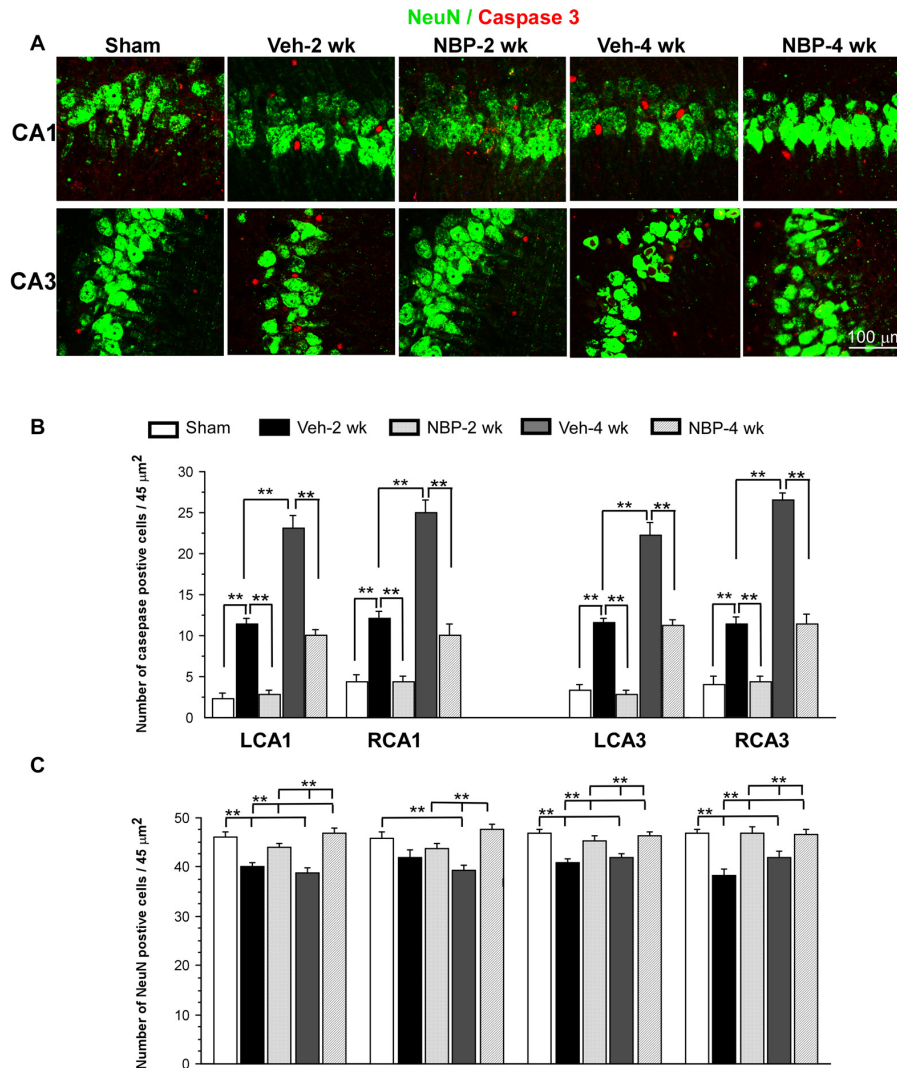 NeuN / Caspase 3
A
Sham
Veh-2 wk
NBP-2 wk
Veh-4 wk
NBP-4 wk
CA1
CA3
100 μm
B
Sham
Veh-2 wk
NBP-2 wk
Veh-4 wk
NBP-4 wk
Number of casepase postive cells / 45 μm²
30
25
20
15
10
5
0
** ** ** ** ** ** ** **
** ** ** ** ** ** ** **
LCA1 RCA1 LCA3 RCA3
C
Number of NeuN postive cells / 45 μm²
50
40
50
40
50
0
** ** **
** **
** ** **
** ** **